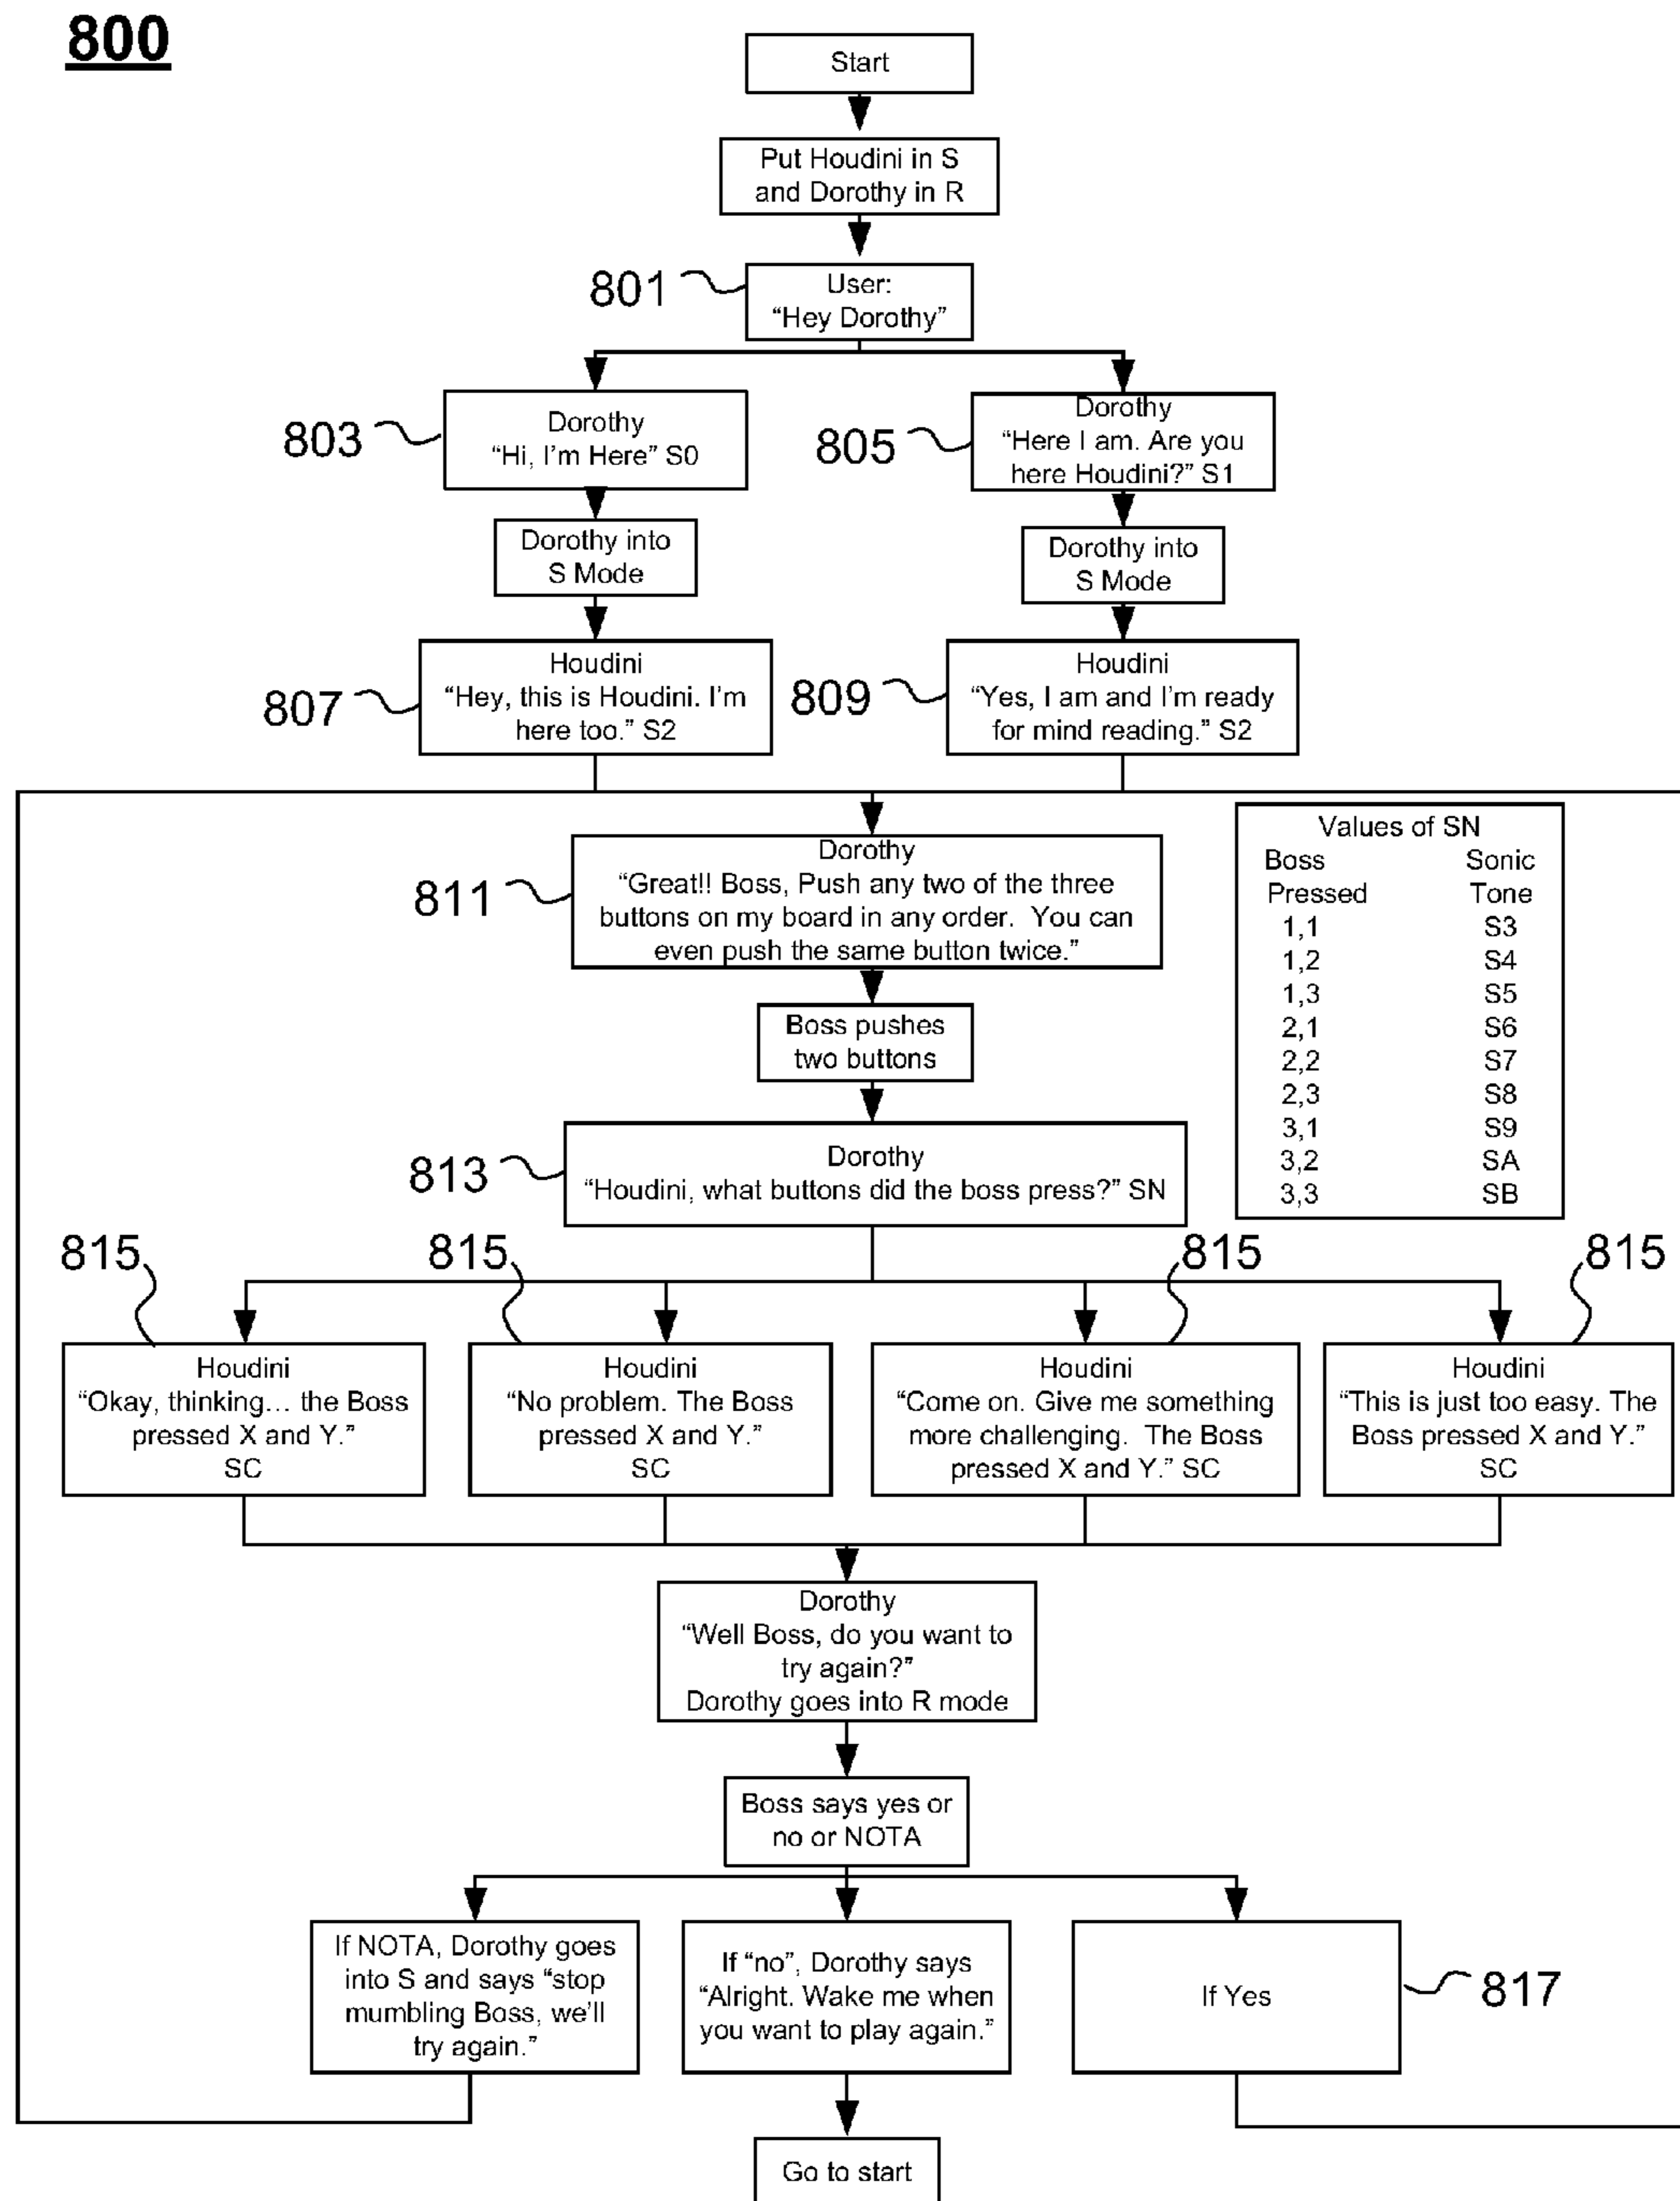 800
Start
Put Houdini in S
and Dorothy in R
801
User:
“Hey Dorothy”
803
Dorothy
“Hi, I’m Here” S0
805
Dorothy
“Here I am. Are you
here Houdini?” S1
Dorothy into
S Mode
Dorothy into
S Mode
807
Houdini
“Hey, this is Houdini. I’m
here too.” S2
809
Houdini
“Yes, I am and I’m ready
for mind reading.” S2
811
Dorothy
“Great!! Boss, Push any two of the three
buttons on my board in any order. You can
even push the same button twice.”
Values of SN
Boss Sonic
Pressed Tone
1,1 S3
1,2 S4
1,3 S5
2,1 S6
2,2 S7
2,3 S8
3,1 S9
3,2 SA
3,3 SB
Boss pushes
two buttons
813
Dorothy
“Houdini, what buttons did the boss press?” SN
815
815
815
815
Houdini
“Okay, thinking... the Boss
pressed X and Y.”
SC
Houdini
“No problem. The Boss
pressed X and Y.”
SC
Houdini
“Come on. Give me something
more challenging. The Boss
pressed X and Y.” SC
Houdini
“This is just too easy. The
Boss pressed X and Y.”
SC
Dorothy
“Well Boss, do you want to
try again?”
Dorothy goes into R mode
Boss says yes or
no or NOTA
If NOTA, Dorothy goes
into S and says “stop
mumbling Boss, we’ll
try again.”
If “no”, Dorothy says
“Alright. Wake me when
you want to play again.”
If Yes
817
Go to start